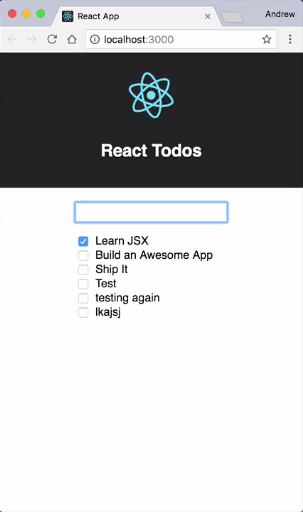 React App
Andrew
localhost:3000
React Todos
Learn JSX
Build an Awesome App
Ship It
Test
testing again
lkajsj